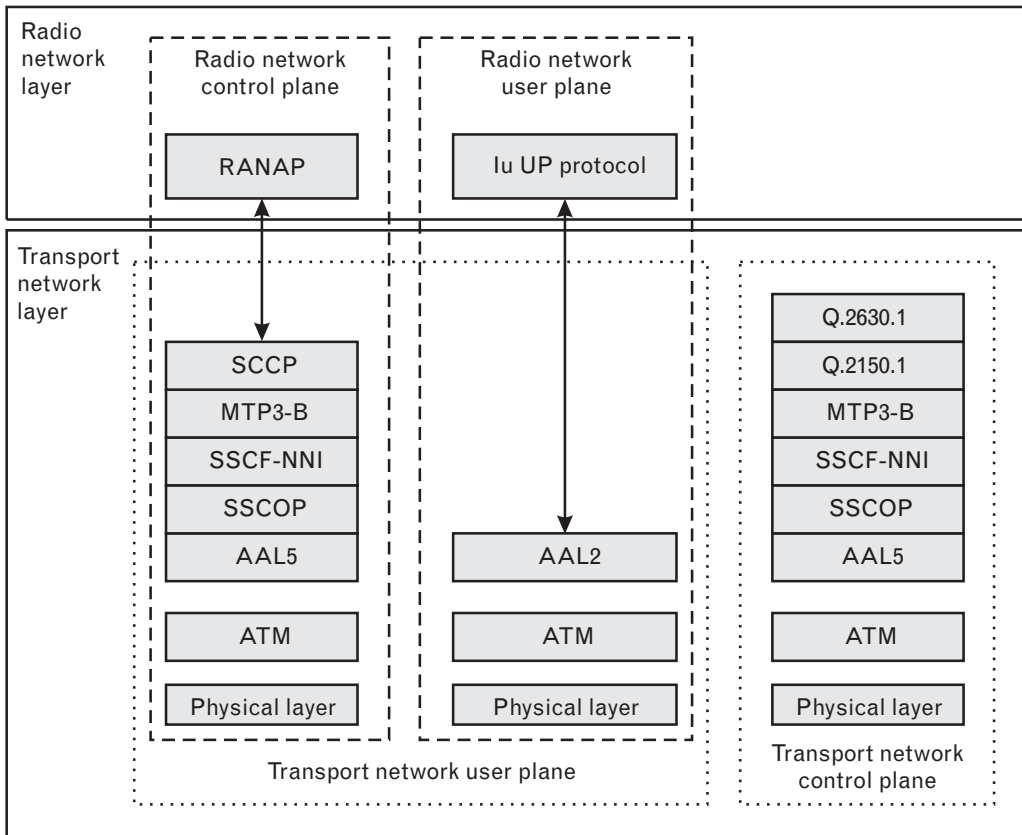 Radio
network
layer
Radio network
control plane
Radio network
user plane
RANAP
Iu UP protocol
Transport
network
layer
SCCP
MTP3-B
SSCF-NNI
SSCOP
AAL5
ATM
Physical layer
AAL2
ATM
Physical layer
Transport network user plane
Q.2630.1
Q.2150.1
MTP3-B
SSCF-NNI
SSCOP
AAL5
ATM
Physical layer
Transport network
control plane